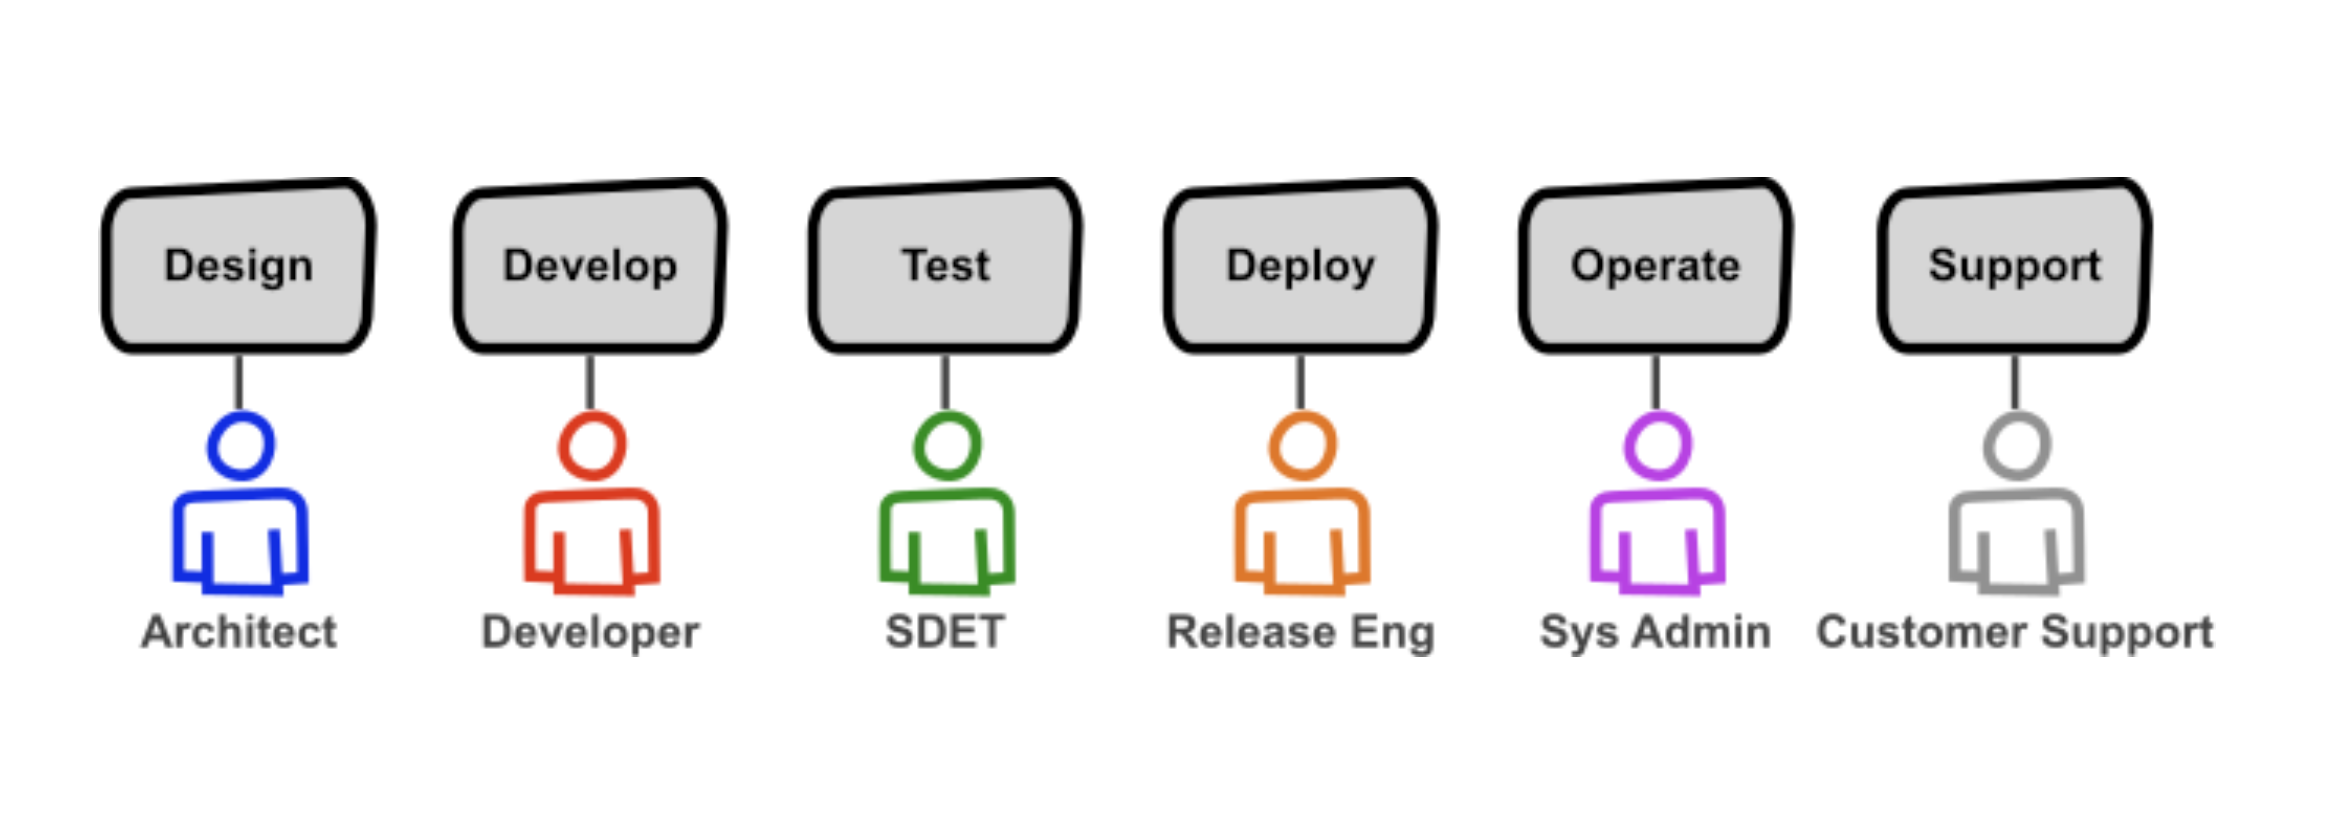 Design
Develop
Test
Deploy
Operate
Support
Architect
Developer
SDET
Release Eng
Sys Admin
Customer Support